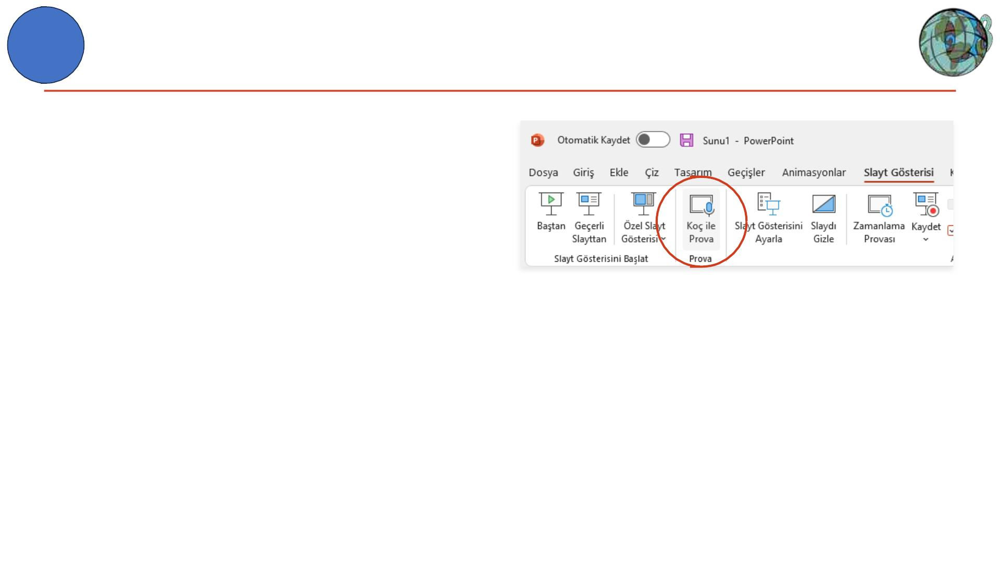 Otomatik Kaydet Sunu1 - PowerPoint
Dosya Giriş Ekle Çiz Tasarım Geçişler Animasyonlar Slayt Gösterisi
Baştan
Geçerli
Slayttan
Özel Slayt
Gösterisi
Koç ile
Prova
Slayt Gösterisini
Ayarla
Slaydı
Gizle
Zamanlama
Provası
Kaydet
Slayt Gösterisini Başlat
Prova